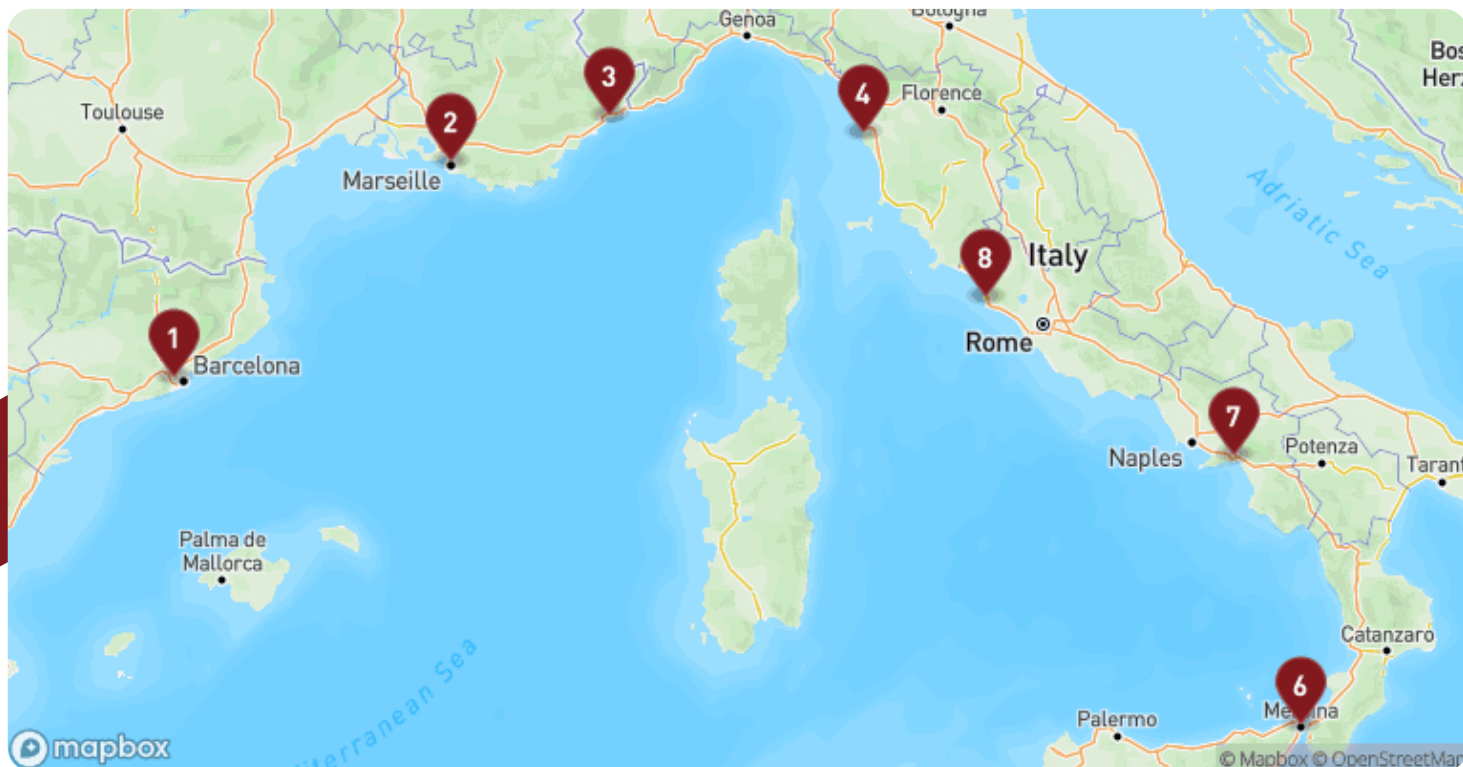 Genoa
Bologna
Bos
Herz
Toulouse
3
4
Florence
2
Marseille
Adriatic Sea
8
Italy
Rome
1
Barcelona
7
Naples
Potenza
Tarant
Palma de
Mallorca
Mediterranean Sea
Catanzaro
6
Messina
Palermo
mapbox
© Mapbox © OpenStreetMap